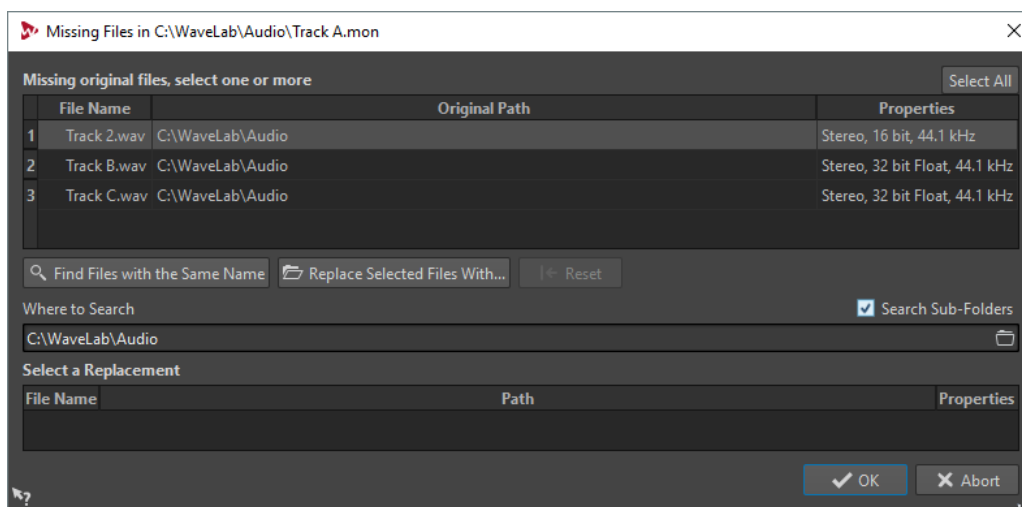 Missing Files in C:\WaveLab\Audio\Track A.mon
Missing original files, select one or more Select All
File Name Original Path Properties
1 Track 2.wav C:\WaveLab\Audio Stereo, 16 bit, 44.1 kHz
2 Track B.wav C:\WaveLab\Audio Stereo, 32 bit Float, 44.1 kHz
3 Track C.wav C:\WaveLab\Audio Stereo, 32 bit Float, 44.1 kHz
Find Files with the Same Name Replace Selected Files With... Reset
Where to Search Search Sub-Folders
C:\WaveLab\Audio
Select a Replacement
File Name Path Properties
OK Abort
?